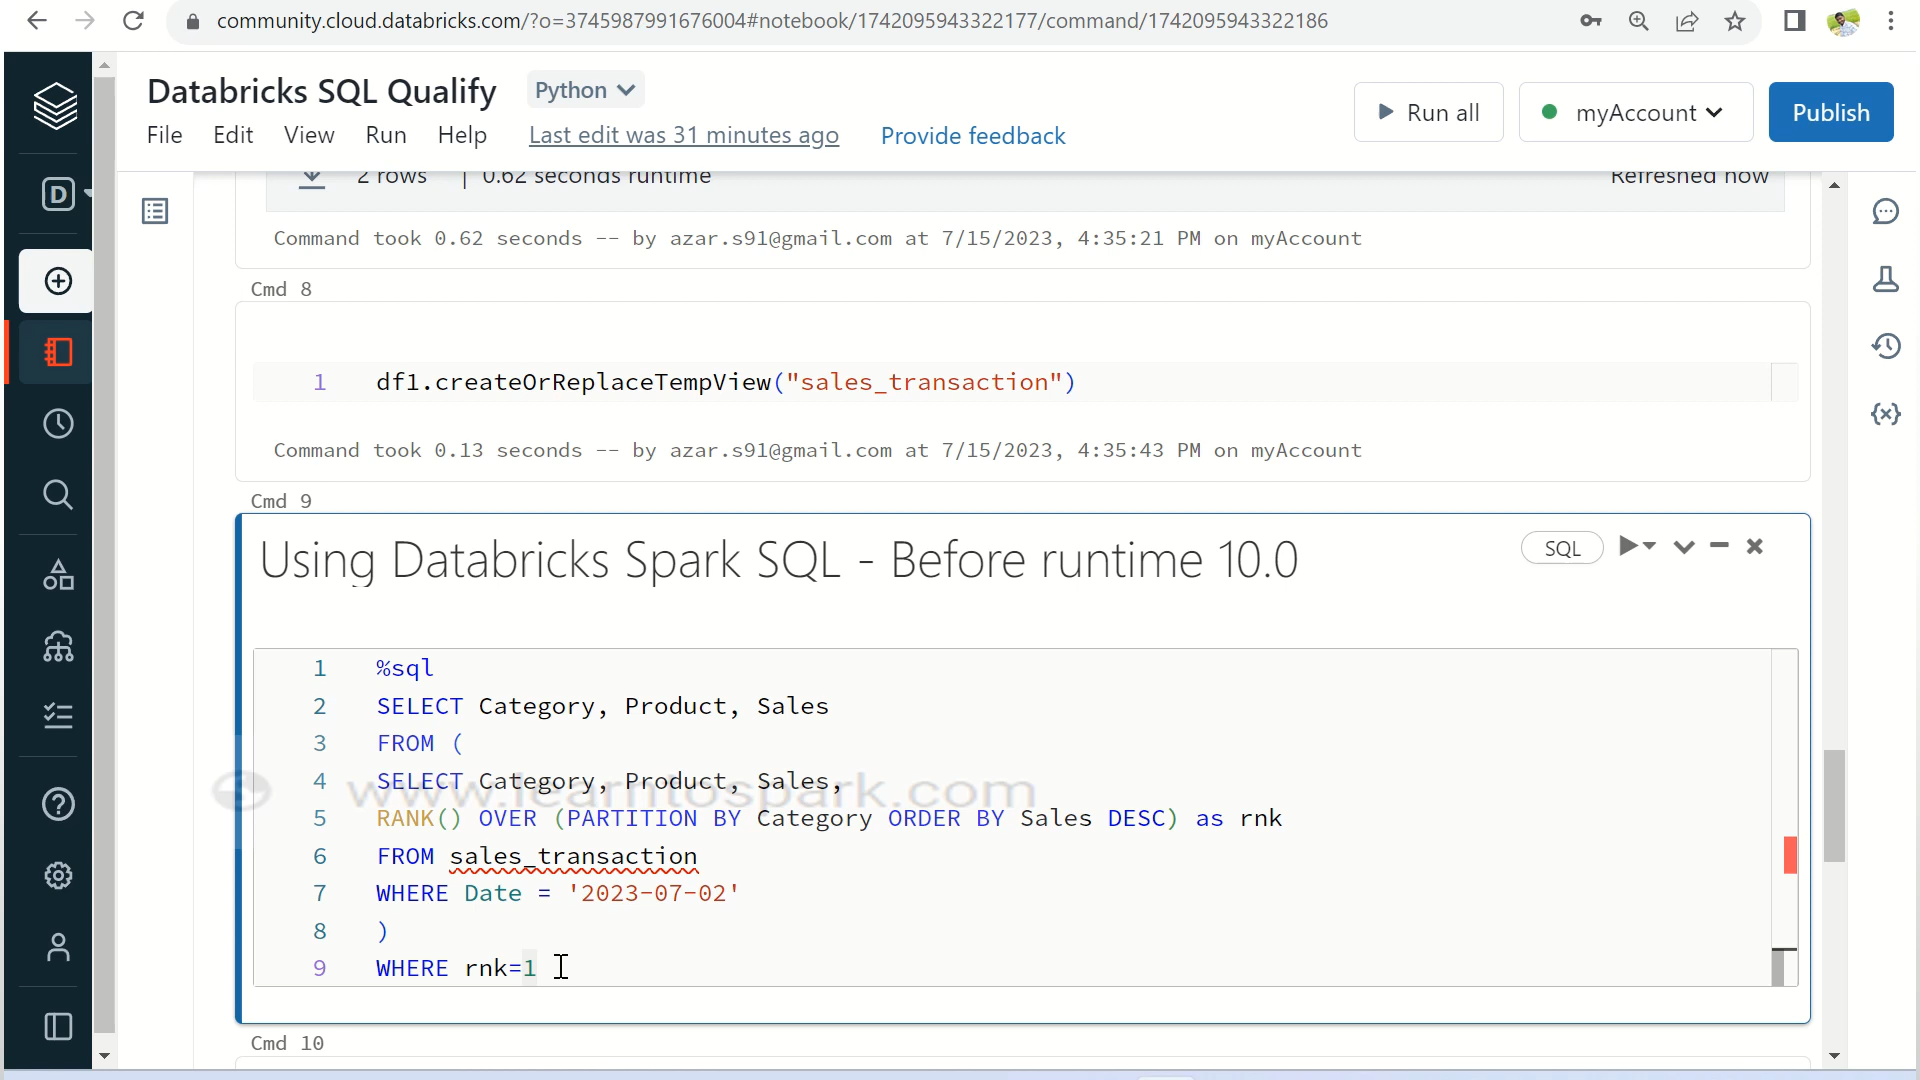 community.cloud.databricks.com/?o=3745987991676004#notebook/1742095943322177/command/1742095943322186
Databricks SQL Qualify
Python
Run all
myAccount
Publish
File Edit View Run Help Last edit was 31 minutes ago Provide feedback
D
2 rows | 0.62 seconds runtime
Refreshed now
Command took 0.62 seconds -- by azar.s91@gmail.com at 7/15/2023, 4:35:21 PM on myAccount
Cmd 8
1 df1.createOrReplaceTempView("sales_transaction")
Command took 0.13 seconds -- by azar.s91@gmail.com at 7/15/2023, 4:35:43 PM on myAccount
Cmd 9
Using Databricks Spark SQL - Before runtime 10.0
SQL
1 %sql
2 SELECT Category, Product, Sales
3 FROM (
4 SELECT Category, Product, Sales,
www.learntospark.com
5 RANK() OVER (PARTITION BY Category ORDER BY Sales DESC) as rnk
6 FROM sales_transaction
7 WHERE Date = '2023-07-02'
8 )
9 WHERE rnk=1
Cmd 10